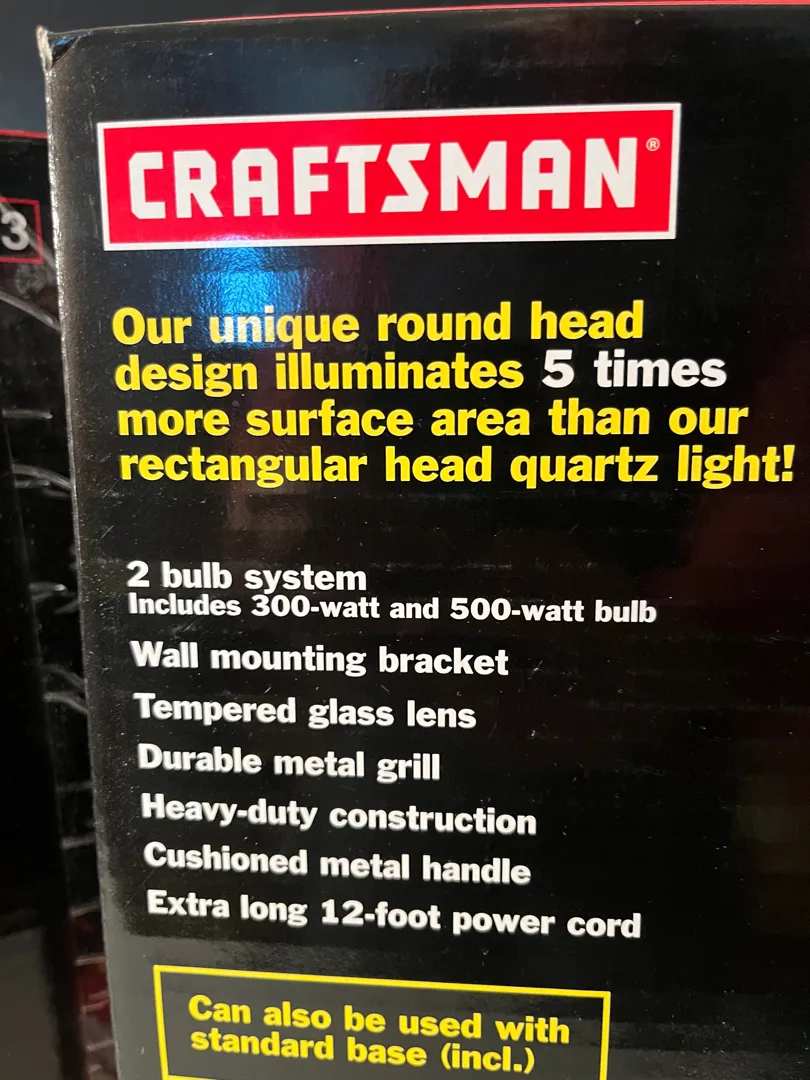 CRAFTSMAN®
3
Our unique round head
design illuminates 5 times
more surface area than our
rectangular head quartz light!
2 bulb system
Includes 300-watt and 500-watt bulb
Wall mounting bracket
Tempered glass lens
Durable metal grill
Heavy-duty construction
Cushioned metal handle
Extra long 12-foot power cord
Can also be used with
standard base (incl.)